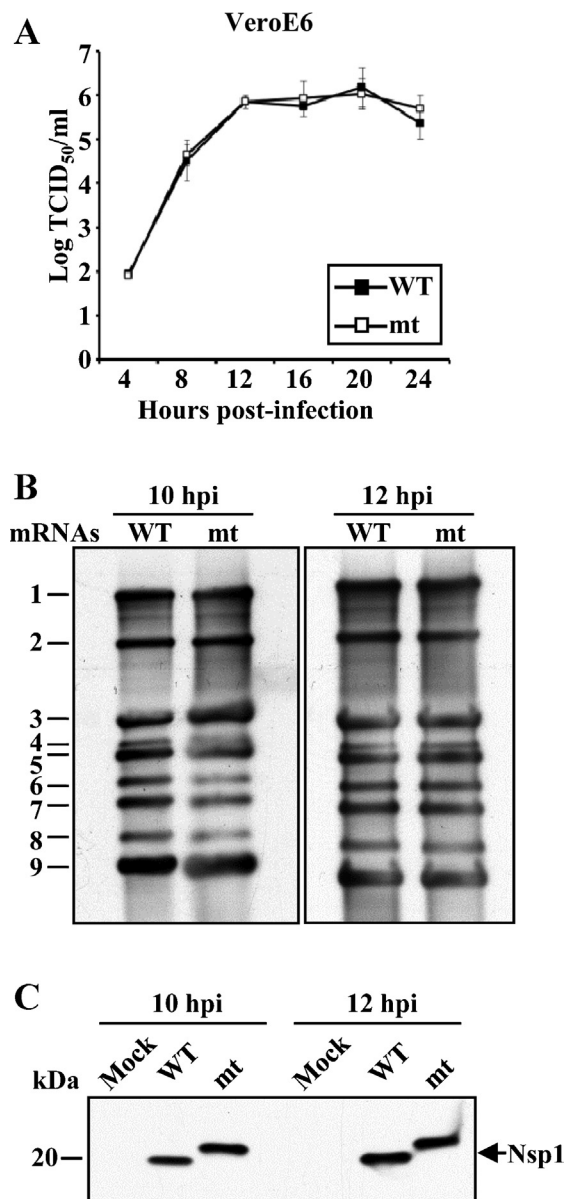 A
VeroE6
Log TCID50/ml
7
6
5
4
3
2
1
0
WT
mt
4 8 12 16 20 24
Hours post-infection
B
10 hpi 12 hpi
mRNAs WT mt WT mt
1
2
3
4
5
6
7
8
9
C
10 hpi 12 hpi
kDa Mock WT mt Mock WT mt
20 Nsp1